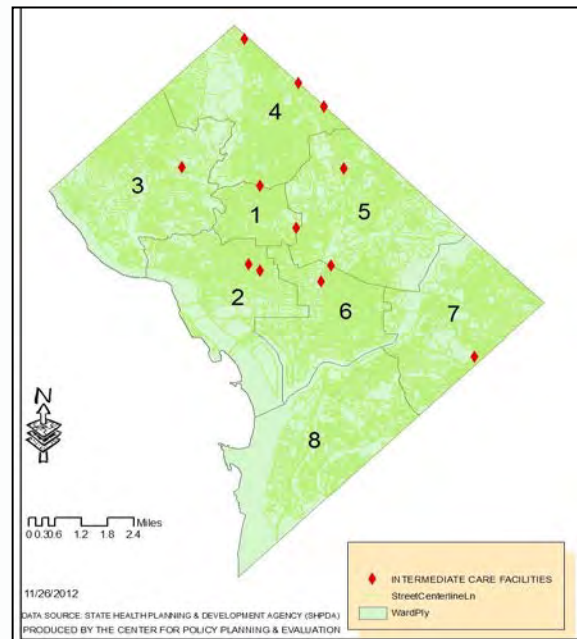 4
3
1
5
2
6
7
8
N
Miles
0 0.30.6 1.2 1.8 2.4
11/26/2012
INTERMEDIATE CARE FACILITIES
StreetCenterlineLn
WardPly
DATA SOURCE: STATE HEALTH PLANNING & DEVELOPMENT AGENCY (SHPDA)
PRODUCED BY THE CENTER FOR POLICY PLANNING & EVALUATION